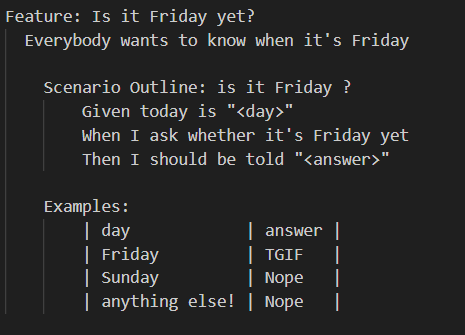 Feature: Is it Friday yet?
Everybody wants to know when it's Friday
Scenario Outline: is it Friday ?
Given today is "<day>"
When I ask whether it's Friday yet
Then I should be told "<answer>"
Examples:
| day | answer |
| Friday | TGIF |
| Sunday | Nope |
| anything else! | Nope |